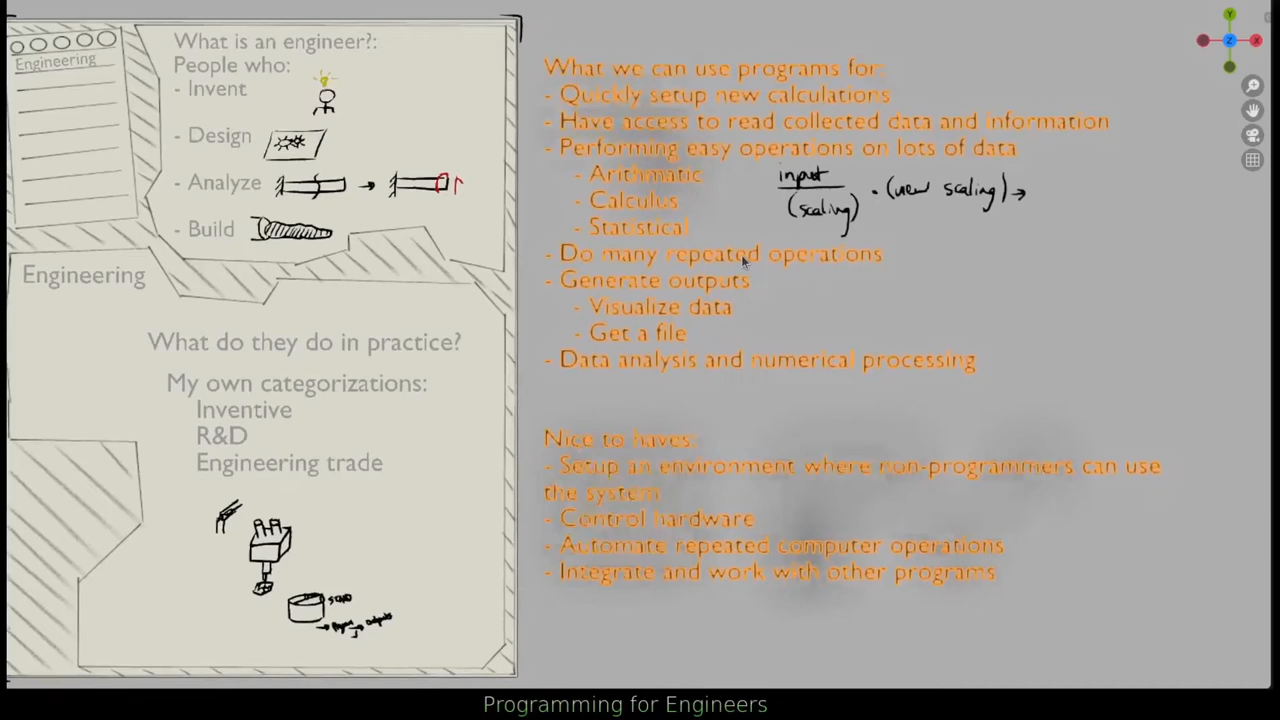 Engineering
What is an engineer?:
People who:
- Invent
- Design
- Analyze
- Build
Engineering
What do they do in practice?
My own categorizations:
Inventive
R&D
Engineering trade
What we can use programs for:
- Quickly setup new calculations
- Have access to read collected data and information
- Performing easy operations on lots of data
- Arithmatic
- Calculus
- Statistical
input
(scaling) · (new scaling) →
- Do many repeated operations
- Generate outputs
- Visualize data
- Get a file
- Data analysis and numerical processing
Nice to haves:
- Setup an environment where non-programmers can use
the system
- Control hardware
- Automate repeated computer operations
- Integrate and work with other programs
Y
Z
X
Programming for Engineers